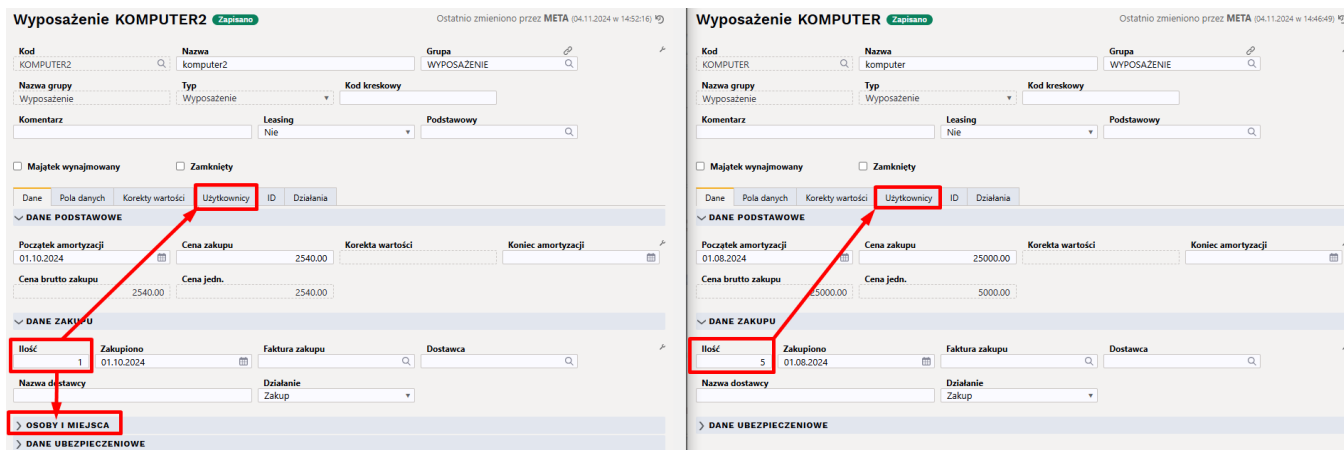 Wyposażenie KOMPUTER2 Zapisano Ostatnio zmieniono przez META (04.11.2024 w 14:52:16)
Kod Nazwa Grupa
KOMPUTER2 komputer2 WYPOSAŻENIE
Nazwa grupy Typ Kod kreskowy
Wyposażenie Wyposażenie
Komentarz Leasing Podstawowy
Nie
Majątek wynajmowany Zamknięty
Dane Pola danych Korekty wartości Użytkownicy ID Działania
DANE PODSTAWOWE
Początek amortyzacji Cena zakupu Korekta wartości Koniec amortyzacji
01.10.2024 2540.00
Cena brutto zakupu Cena jedn.
2540.00 2540.00
DANE ZAKUPU
Ilość Zakupiono Faktura zakupu Dostawca
1 01.10.2024
Nazwa dostawcy Działanie
Zakup
OSOBY I MIEJSCA
DANE UBEZPIECZENIOWE
Wyposażenie KOMPUTER Zapisano Ostatnio zmieniono przez META (04.11.2024 w 14:46:49)
Kod Nazwa Grupa
KOMPUTER komputer WYPOSAŻENIE
Nazwa grupy Typ Kod kreskowy
Wyposażenie Wyposażenie
Komentarz Leasing Podstawowy
Nie
Majątek wynajmowany Zamknięty
Dane Pola danych Korekty wartości Użytkownicy ID Działania
DANE PODSTAWOWE
Początek amortyzacji Cena zakupu Korekta wartości Koniec amortyzacji
01.08.2024 25000.00
Cena brutto zakupu Cena jedn.
25000.00 5000.00
DANE ZAKUPU
Ilość Zakupiono Faktura zakupu Dostawca
5 01.08.2024
Nazwa dostawcy Działanie
Zakup
DANE UBEZPIECZENIOWE